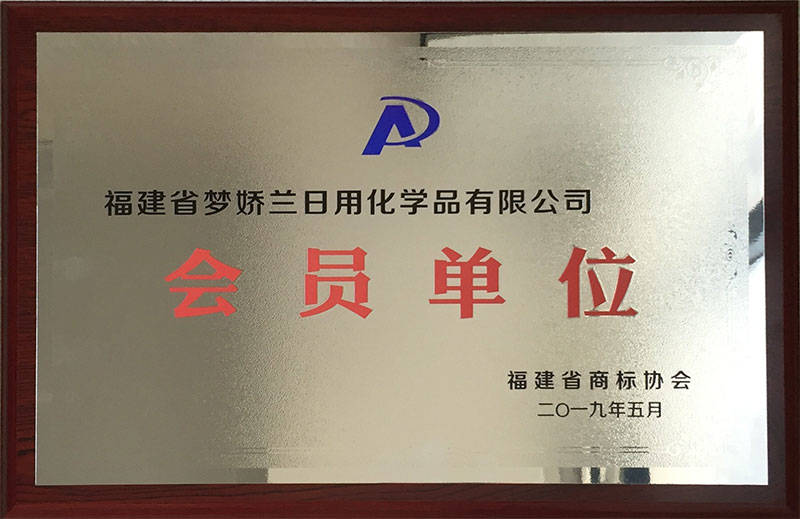 福建省梦娇兰日用化学品有限公司
会员单位
福建省商标协会
二〇一九年五月